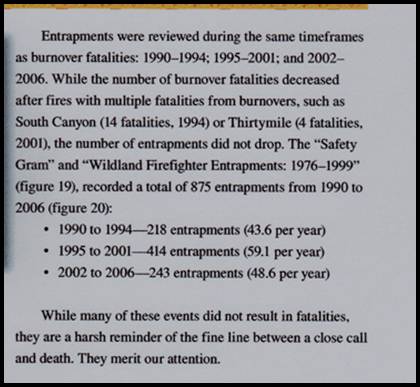 Entrapments were reviewed during the same timeframes
as burnover fatalities: 1990–1994; 1995–2001; and 2002–
2006. While the number of burnover fatalities decreased
after fires with multiple fatalities from burnovers, such as
South Canyon (14 fatalities, 1994) or Thirtymile (4 fatalities,
2001), the number of entrapments did not drop. The “Safety
Gram” and “Wildland Firefighter Entrapments: 1976–1999”
(figure 19), recorded a total of 875 entrapments from 1990 to
2006 (figure 20):
• 1990 to 1994—218 entrapments (43.6 per year)
• 1995 to 2001—414 entrapments (59.1 per year)
• 2002 to 2006—243 entrapments (48.6 per year)
While many of these events did not result in fatalities,
they are a harsh reminder of the fine line between a close call
and death. They merit our attention.